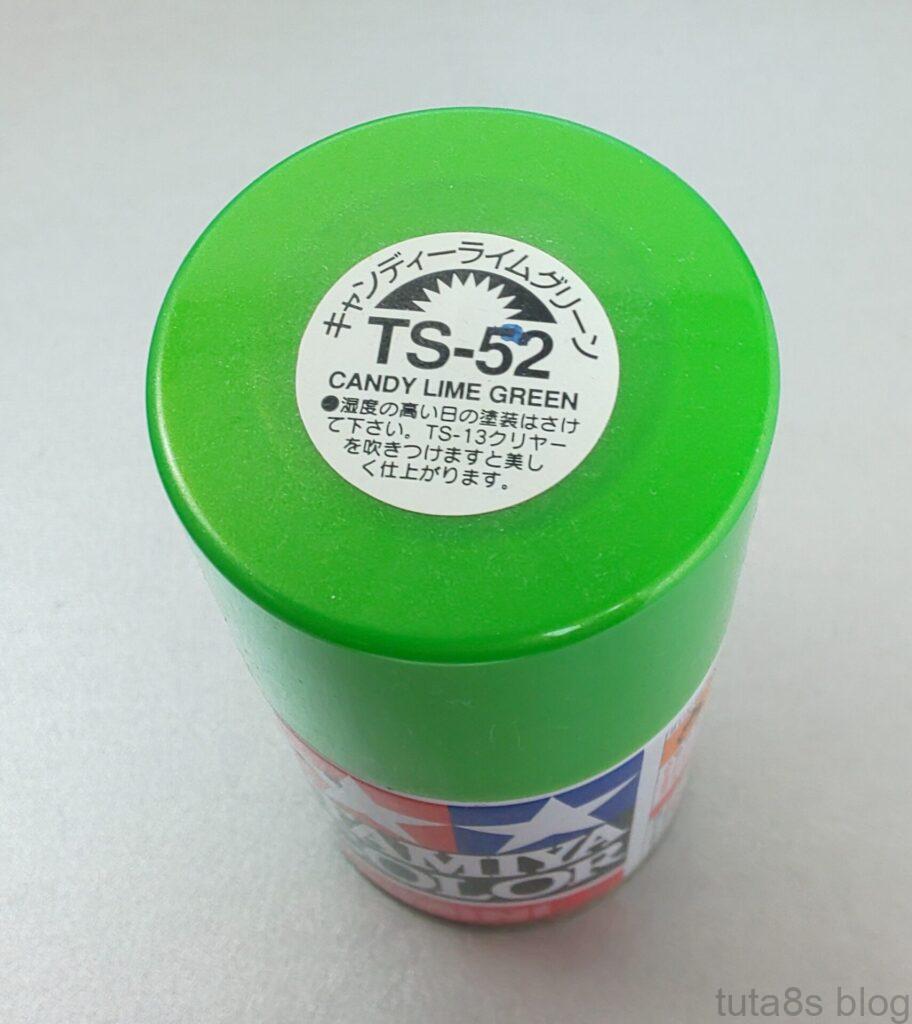 キャンディーライムグリーン
TS-52
CANDY LIME GREEN
●湿度の高い日の塗装はさけ
て下さい。TS-13クリヤー
を吹きつけますと美し
く仕上がります。
TAMIYA
COLOR
tuta8s blog